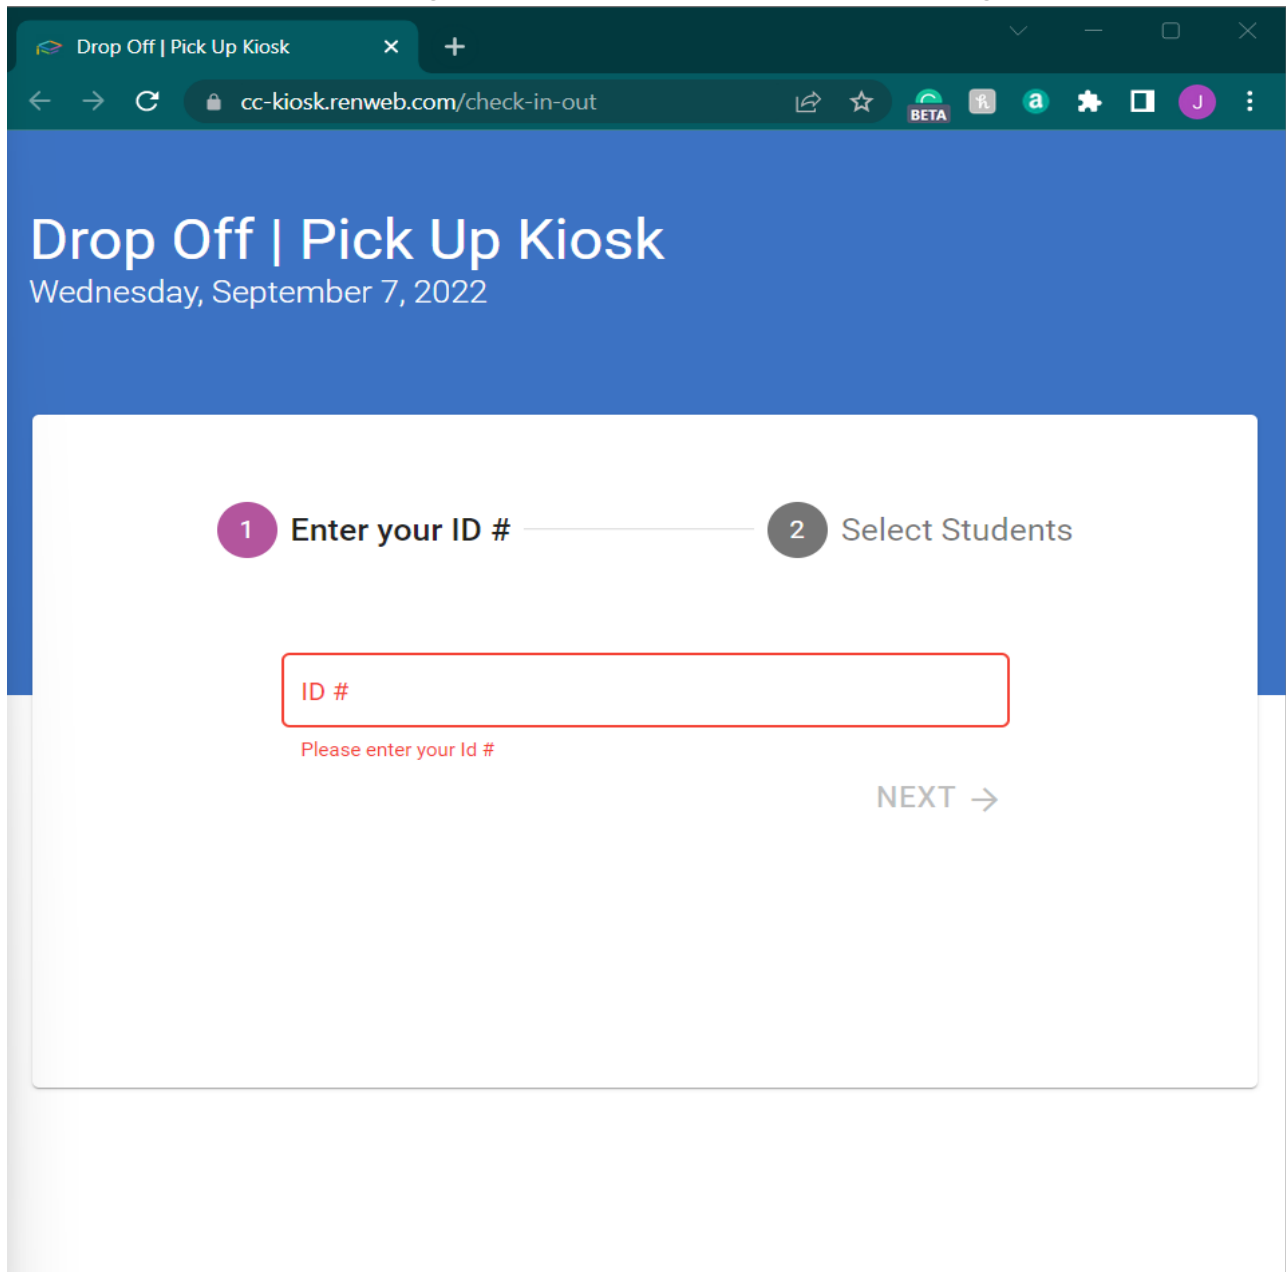 Drop Off | Pick Up Kiosk
cc-kiosk.renweb.com/check-in-out
BETA
a
J
Drop Off | Pick Up Kiosk
Wednesday, September 7, 2022
1 Enter your ID # 2 Select Students
ID #
Please enter your Id #
NEXT